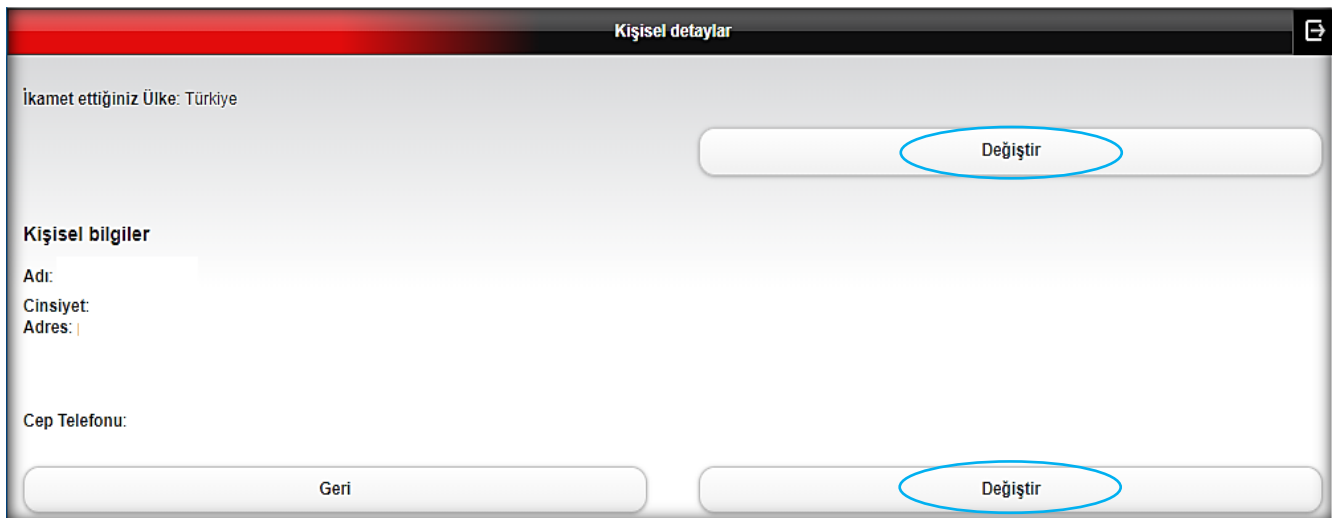 Kişisel detaylar
İkamet ettiğiniz Ülke: Türkiye
Değiştir
Kişisel bilgiler
Adı:
Cinsiyet:
Adres:
Cep Telefonu:
Geri
Değiştir